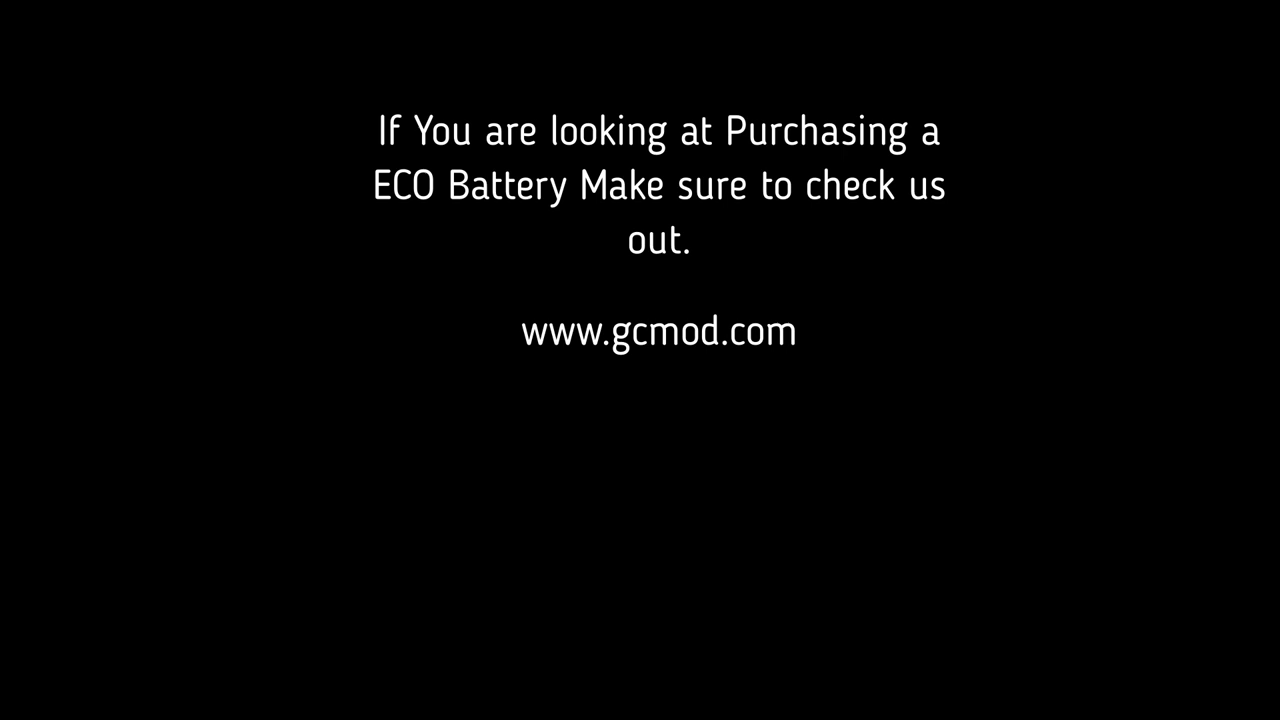 If You are looking at Purchasing a
ECO Battery Make sure to check us
out.
www.gcmod.com